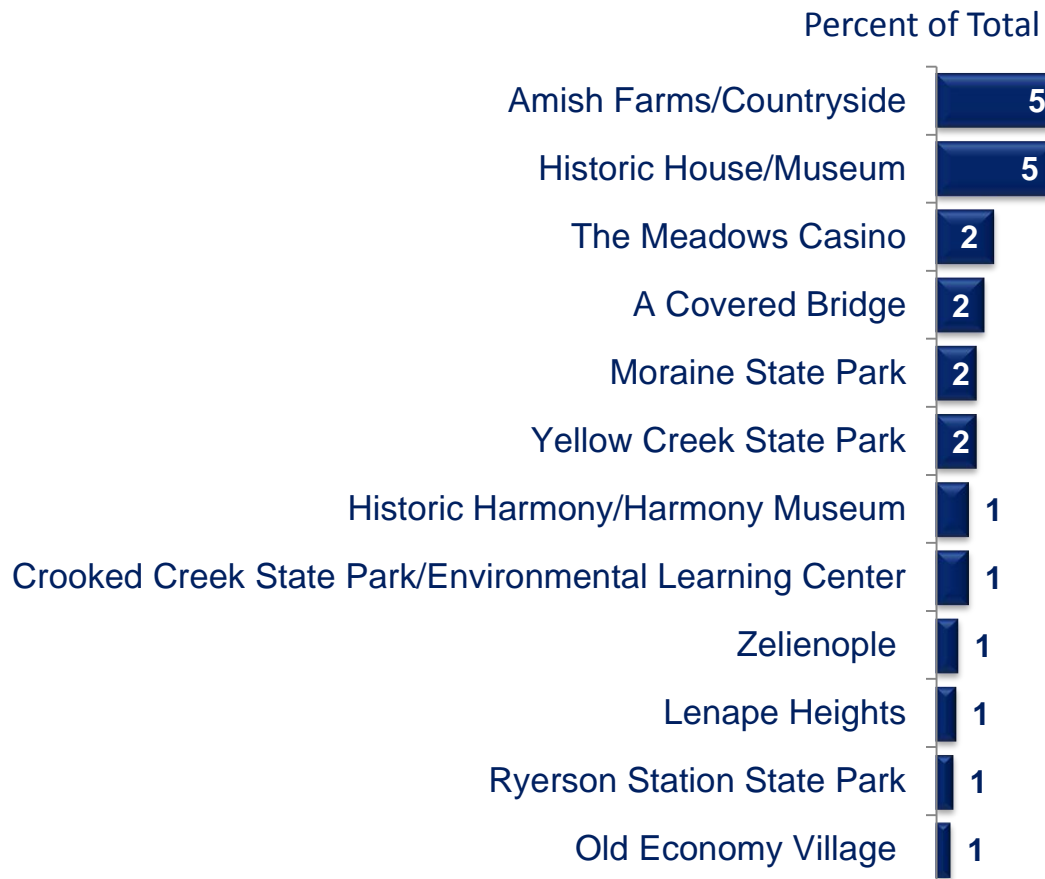 Percent of Total
Amish Farms/Countryside 5
Historic House/Museum 5
The Meadows Casino 2
A Covered Bridge 2
Moraine State Park 2
Yellow Creek State Park 2
Historic Harmony/Harmony Museum 1
Crooked Creek State Park/Environmental Learning Center 1
Zelienople 1
Lenape Heights 1
Ryerson Station State Park 1
Old Economy Village 1